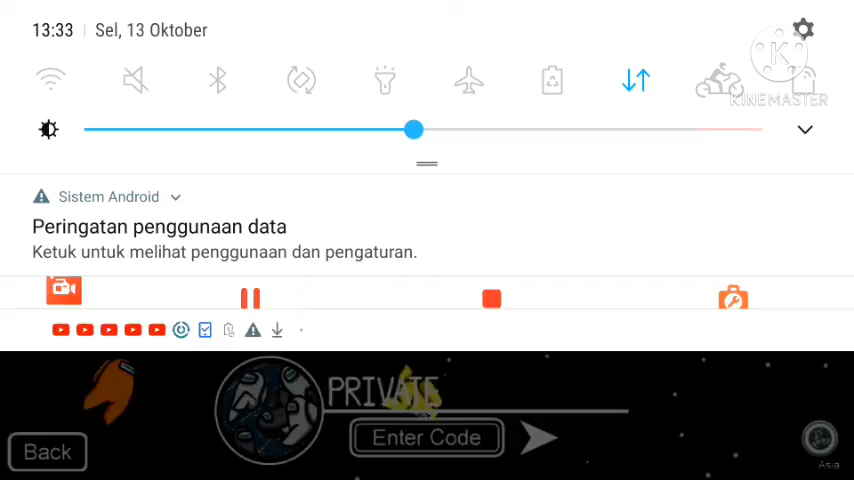 13:33 Sel, 13 Oktober
KINEMASTER
Sistem Android
Peringatan penggunaan data
Ketuk untuk melihat penggunaan dan pengaturan.
PRIVATE
Enter Code
Back
Asia